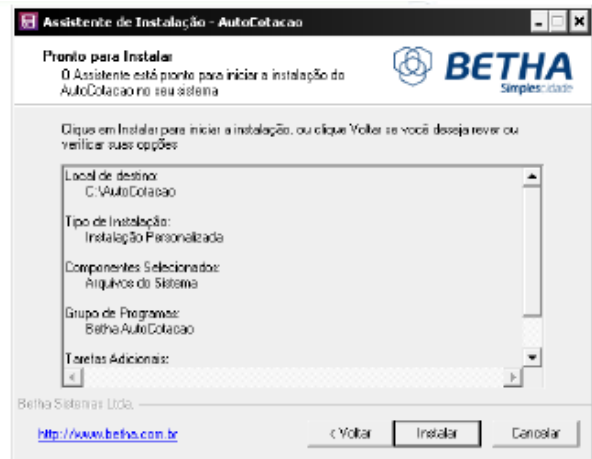 Assistente de Instalação - AutoCotacao
Pronto para Instalar
O Assistente está pronto para iniciar a instalação do
AutoCotacao no seu sistema
BETHA
Simplescidade
Clique em Instalar para iniciar a instalação, ou clique Voltar se você deseja rever ou
verificar suas opções
Local de destino:
C:\AutoCotacao
Tipo de Instalação:
Instalação Personalizada
Componentes Selecionados:
Arquivos do Sistema
Grupo de Programas:
Betha AutoCotacao
Tarefas Adicionais:
Betha Sistemas Ltda.
http://www.betha.com.br
< Voltar
Instalar
Cancelar